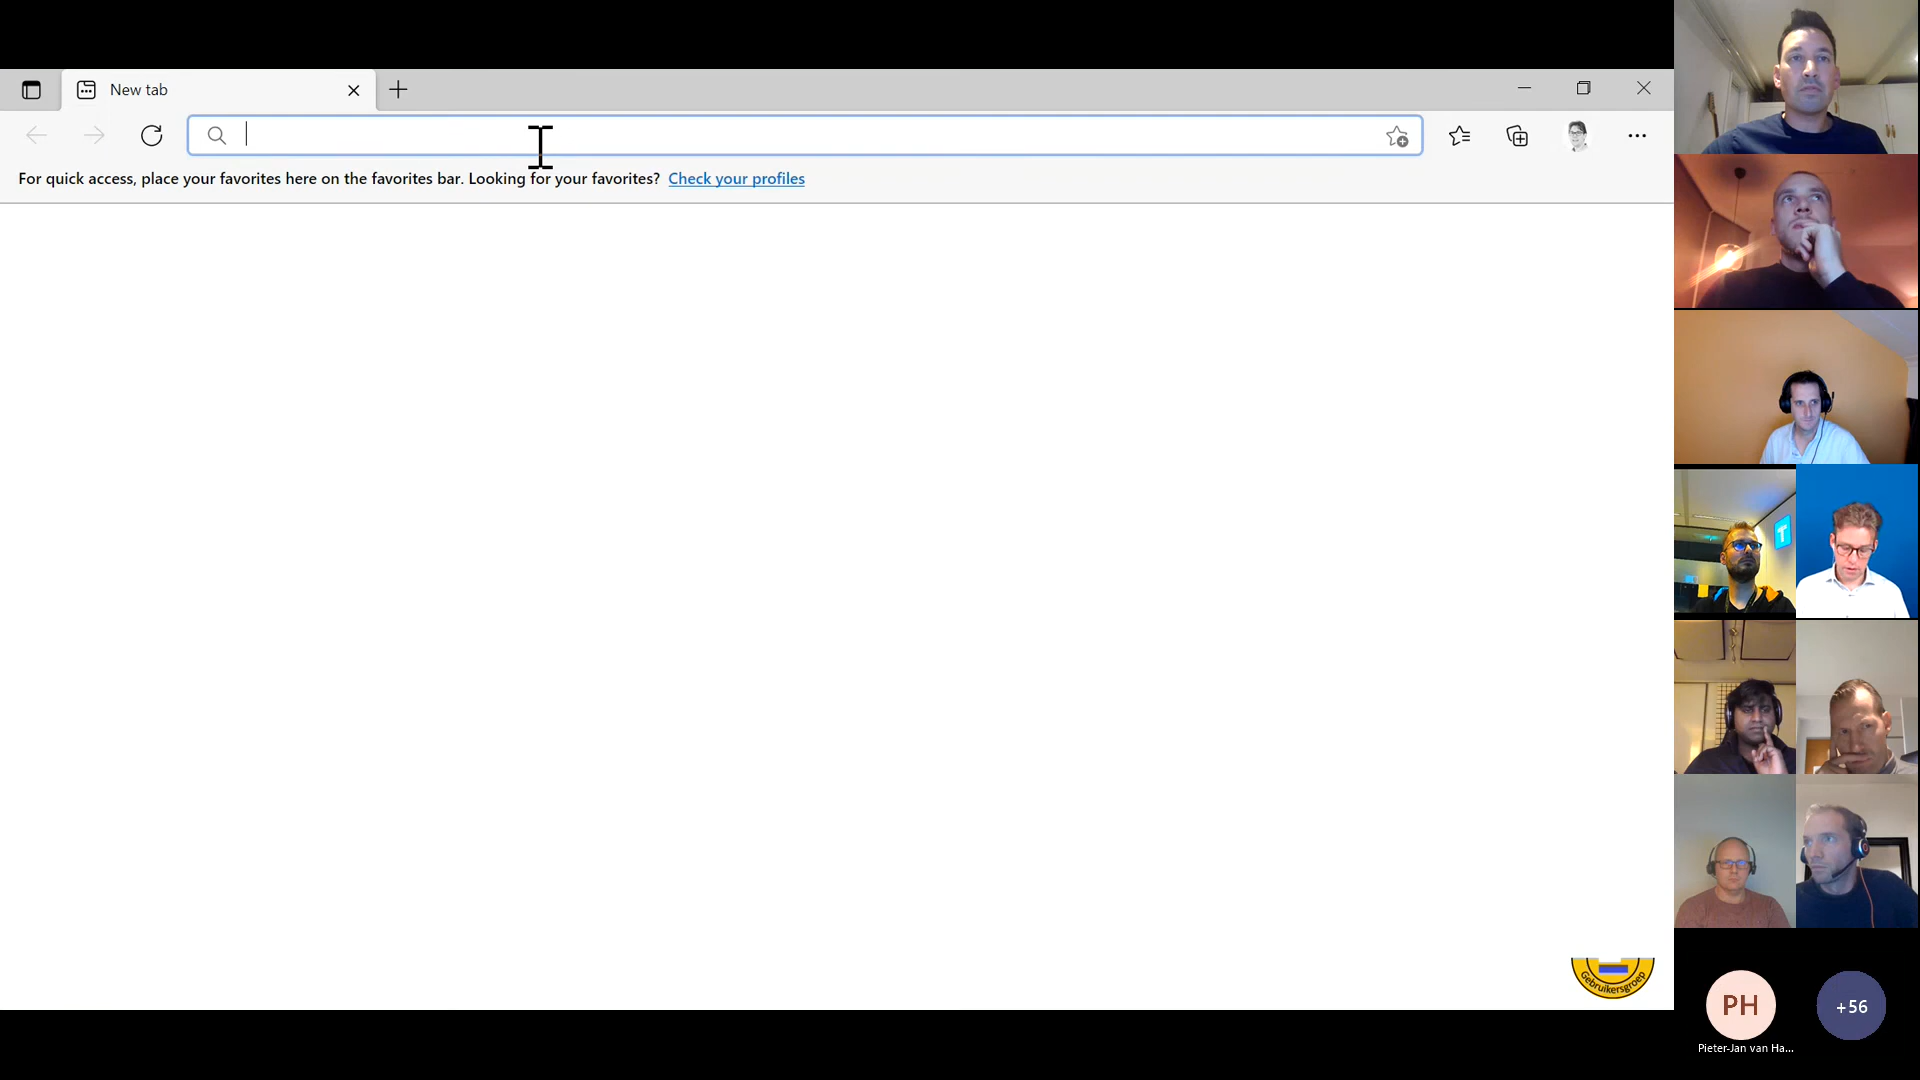 New tab
For quick access, place your favorites here on the favorites bar. Looking for your favorites? Check your profiles
T
Gebruikersgroep
PH
+56
Pieter-Jan van Ha...